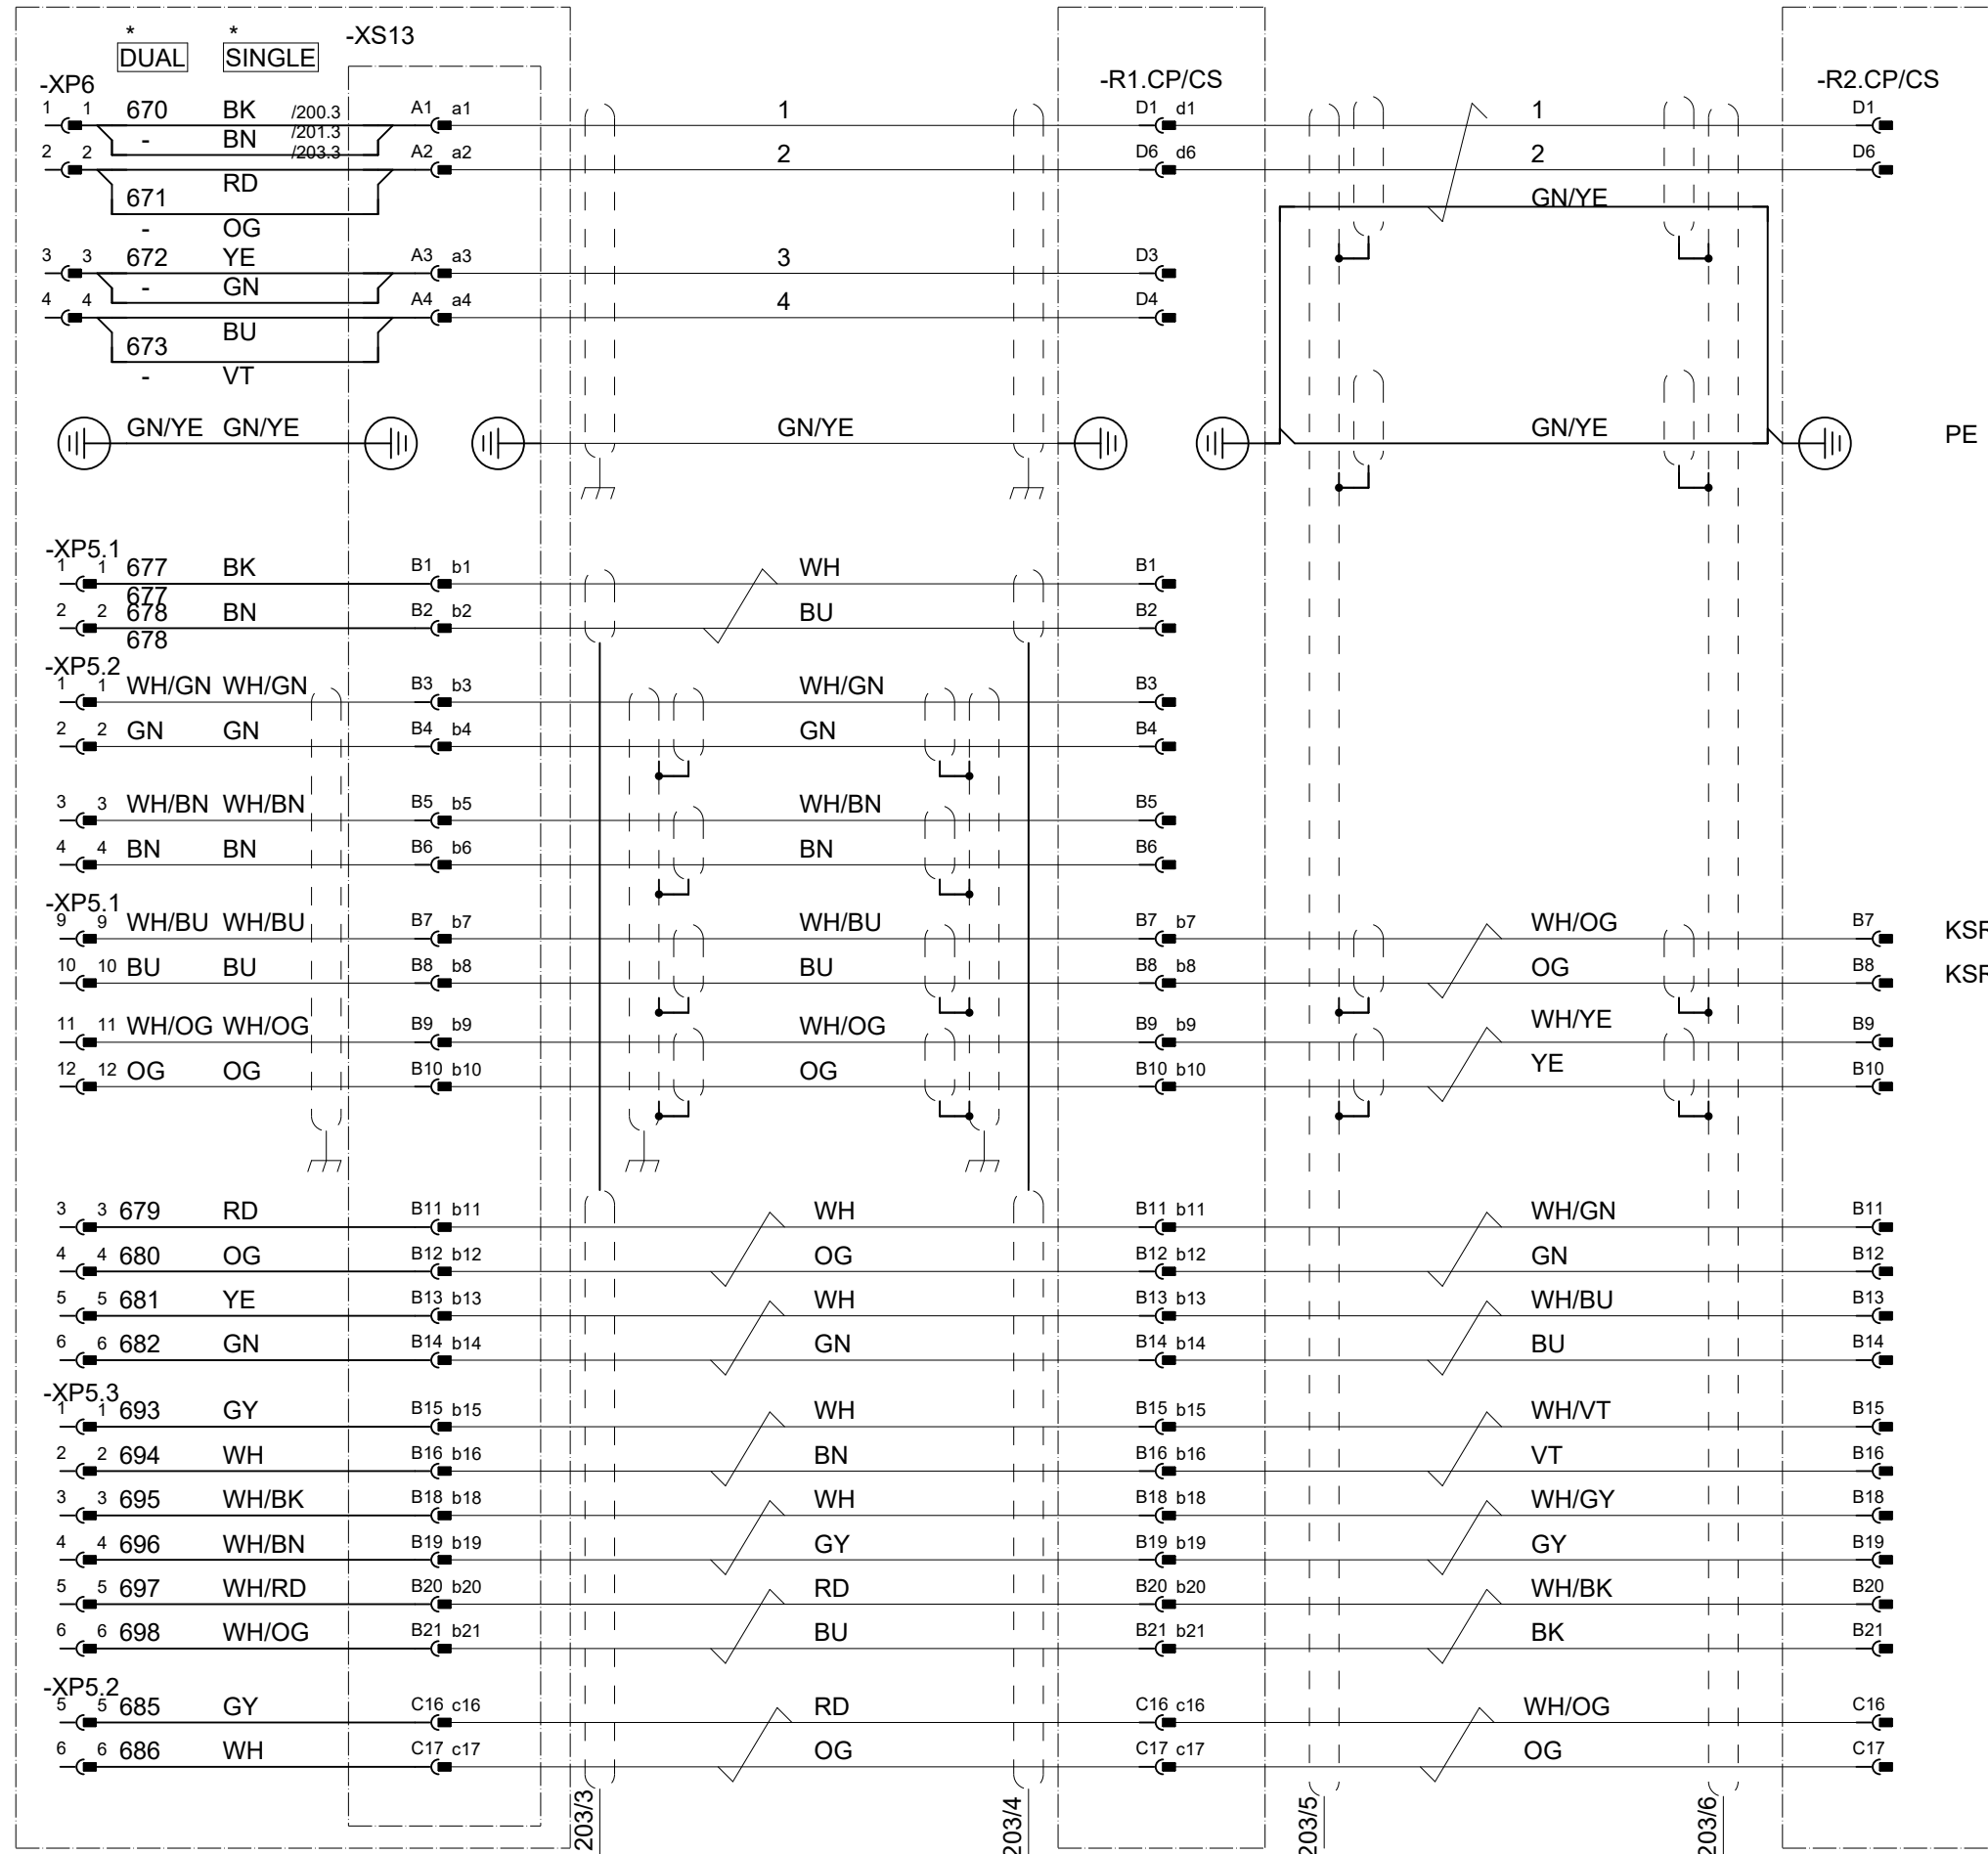 * * -XS13
DUAL SINGLE
-XP6 -R1.CP/CS -R2.CP/CS
1 1 670 BK /200.3 A1 a1 1 D1 d1 1 D1
- BN /201.3
2 2 /203.3 A2 a2 2 D6 d6 2 D6
RD
671 GN/YE
- OG
3 3 672 YE A3 a3 3 D3
- GN
4 4 A4 a4 4 D4
BU
673
- VT
GN/YE GN/YE GN/YE GN/YE PE
-XP5.1
1 1 677 BK B1 b1 WH B1
677
2 2 678 BN B2 b2 BU B2
678
-XP5.2
1 1 WH/GN WH/GN B3 b3 WH/GN B3
2 2 GN GN B4 b4 GN B4
3 3 WH/BN WH/BN B5 b5 WH/BN B5
4 4 BN BN B6 b6 BN B6
-XP5.1
9 9 WH/BU WH/BU B7 b7 WH/BU B7 b7 WH/OG B7
10 10 BU BU B8 b8 BU B8 b8 OG B8
11 11 WH/OG WH/OG B9 b9 WH/OG B9 b9 WH/YE B9
12 12 OG OG B10 b10 OG B10 b10 YE B10
3 3 679 RD B11 b11 WH B11 b11 WH/GN B11
4 4 680 OG B12 b12 OG B12 b12 GN B12
5 5 681 YE B13 b13 WH B13 b13 WH/BU B13
6 6 682 GN B14 b14 GN B14 b14 BU B14
-XP5.3
1 1 693 GY B15 b15 WH B15 b15 WH/VT B15
2 2 694 WH B16 b16 BN B16 b16 VT B16
3 3 695 WH/BK B18 b18 WH B18 b18 WH/GY B18
4 4 696 WH/BN B19 b19 GY B19 b19 GY B19
5 5 697 WH/RD B20 b20 RD B20 b20 WH/BK B20
6 6 698 WH/OG B21 b21 BU B21 b21 BK B21
-XP5.2
5 5 685 GY C16 c16 RD C16 c16 WH/OG C16
6 6 686 WH C17 c17 OG C17 c17 OG C17
203/3 203/4 203/5 203/6